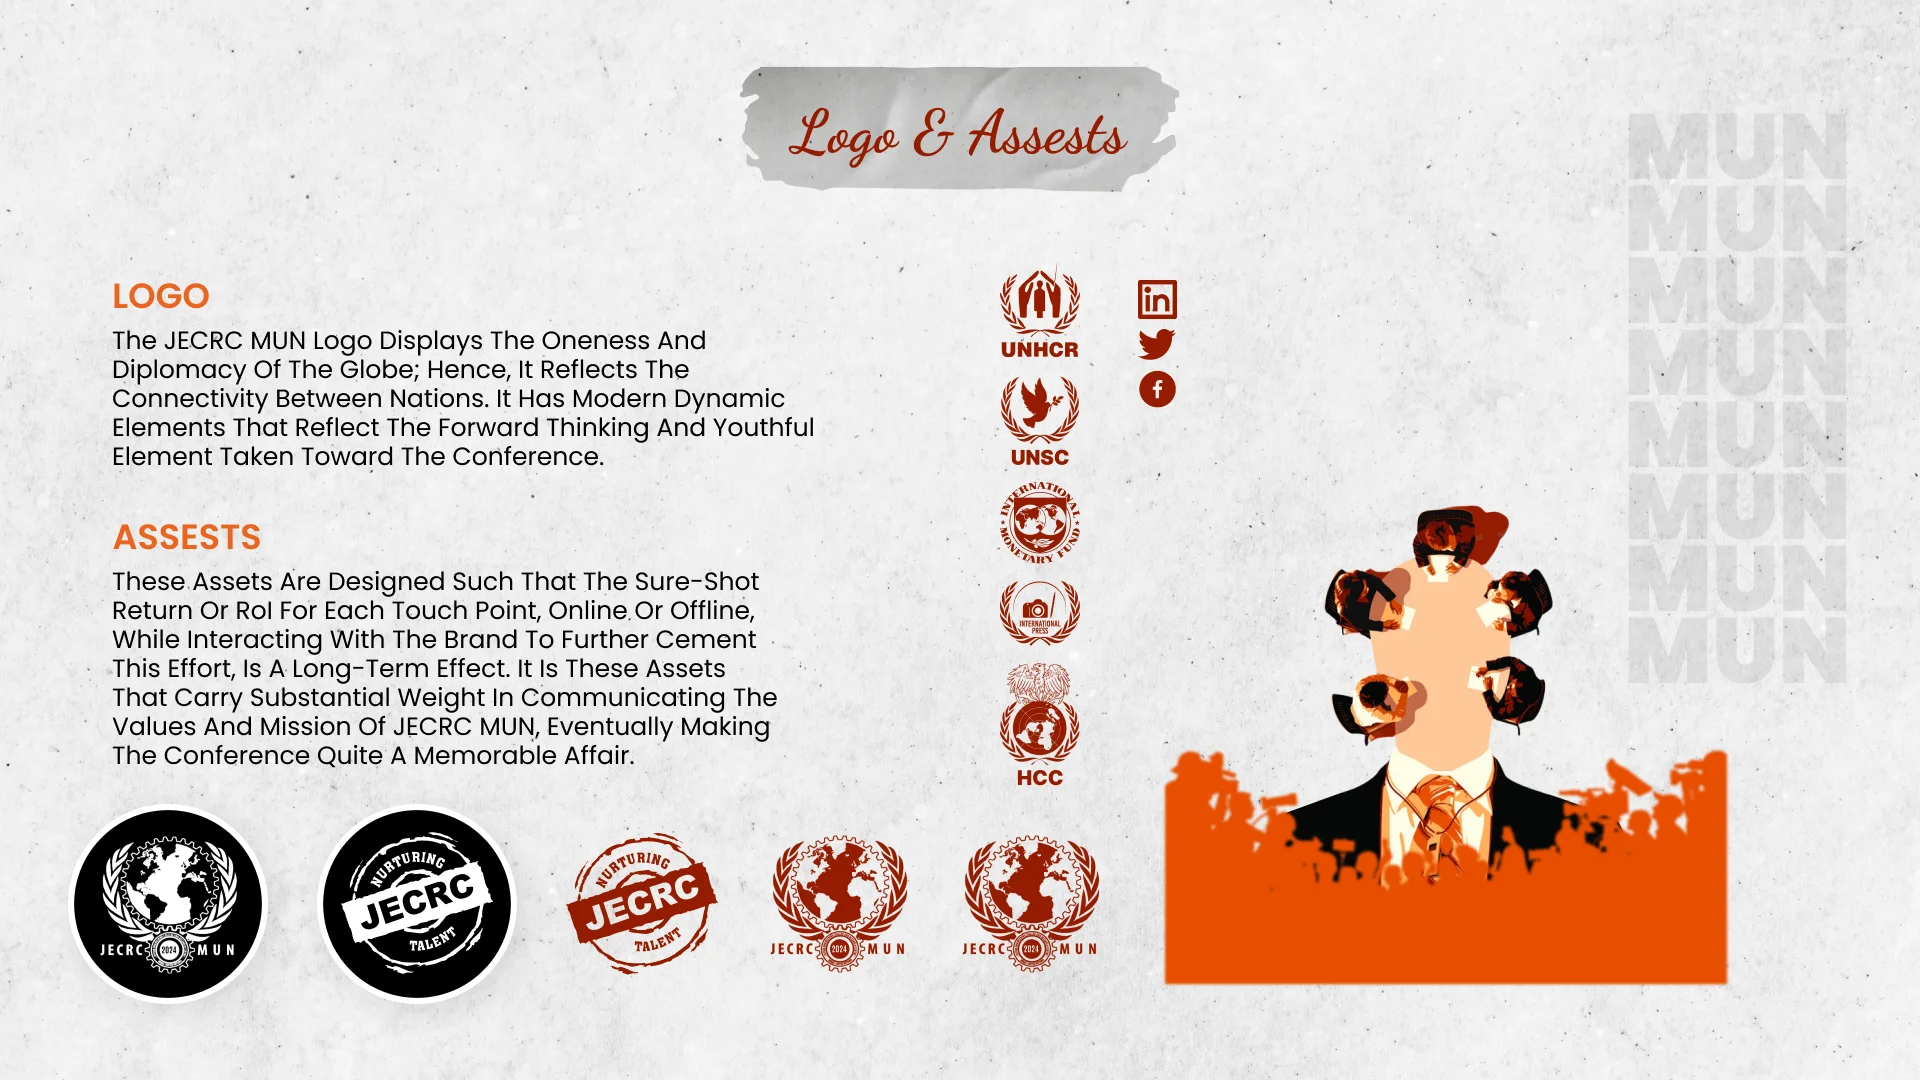 Logo & Assests
LOGO
The JECRC MUN Logo Displays The Oneness And
Diplomacy Of The Globe; Hence, It Reflects The
Connectivity Between Nations. It Has Modern Dynamic
Elements That Reflect The Forward Thinking And Youthful
Element Taken Toward The Conference.
ASSESTS
These Assets Are Designed Such That The Sure-Shot
Return Or RoI For Each Touch Point, Online Or Offline,
While Interacting With The Brand To Further Cement
This Effort, Is A Long-Term Effect. It Is These Assets
That Carry Substantial Weight In Communicating The
Values And Mission Of JECRC MUN, Eventually Making
The Conference Quite A Memorable Affair.
UNHCR
UNSC
INTERNATIONAL
MONETARY FUND
INTERNATIONAL
PRESS
HCC
in
f
MUN
MUN
MUN
MUN
MUN
MUN
MUN
MUN
JECRC 2024 MUN
NURTURING
JECRC
TALENT
NURTURING
JECRC
TALENT
JECRC 2024 MUN
JECRC 2024 MUN